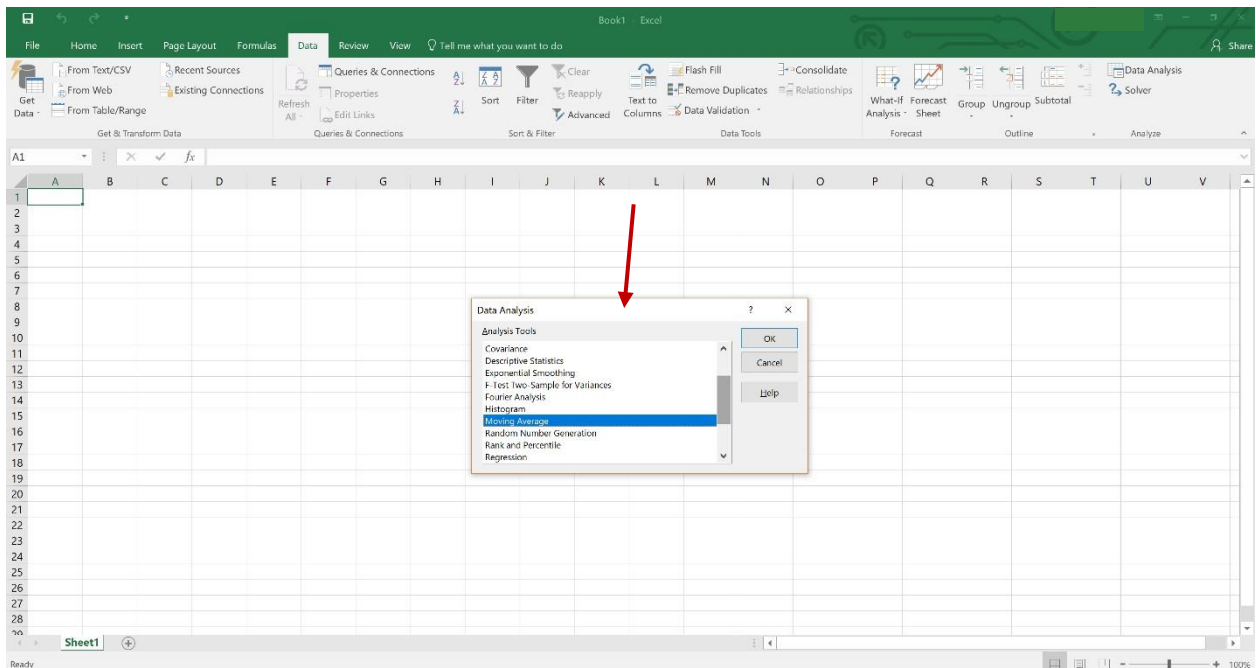 Book1 - Excel
File Home Insert Page Layout Formulas Data Review View Tell me what you want to do Share
From Text/CSV Recent Sources Queries & Connections Clear Flash Fill Consolidate Data Analysis
From Web Existing Connections Properties Reapply Remove Duplicates Relationships Solver
Get Data From Table/Range Refresh All Edit Links Sort Filter Advanced Text to Columns Data Validation What-If Analysis Forecast Sheet Group Ungroup Subtotal
Get & Transform Data Queries & Connections Sort & Filter Data Tools Forecast Outline Analyze
A1 fx
A B C D E F G H I J K L M N O P Q R S T U V
1
2
3
4
5
6
7
8
9
10
11
12
13
14
15
16
17
18
19
20
21
22
23
24
25
26
27
28
29
Data Analysis ? ×
Analysis Tools
Covariance
Descriptive Statistics
Exponential Smoothing
F-Test Two-Sample for Variances
Fourier Analysis
Histogram
Moving Average
Random Number Generation
Rank and Percentile
Regression
OK
Cancel
Help
Sheet1
Ready 100%